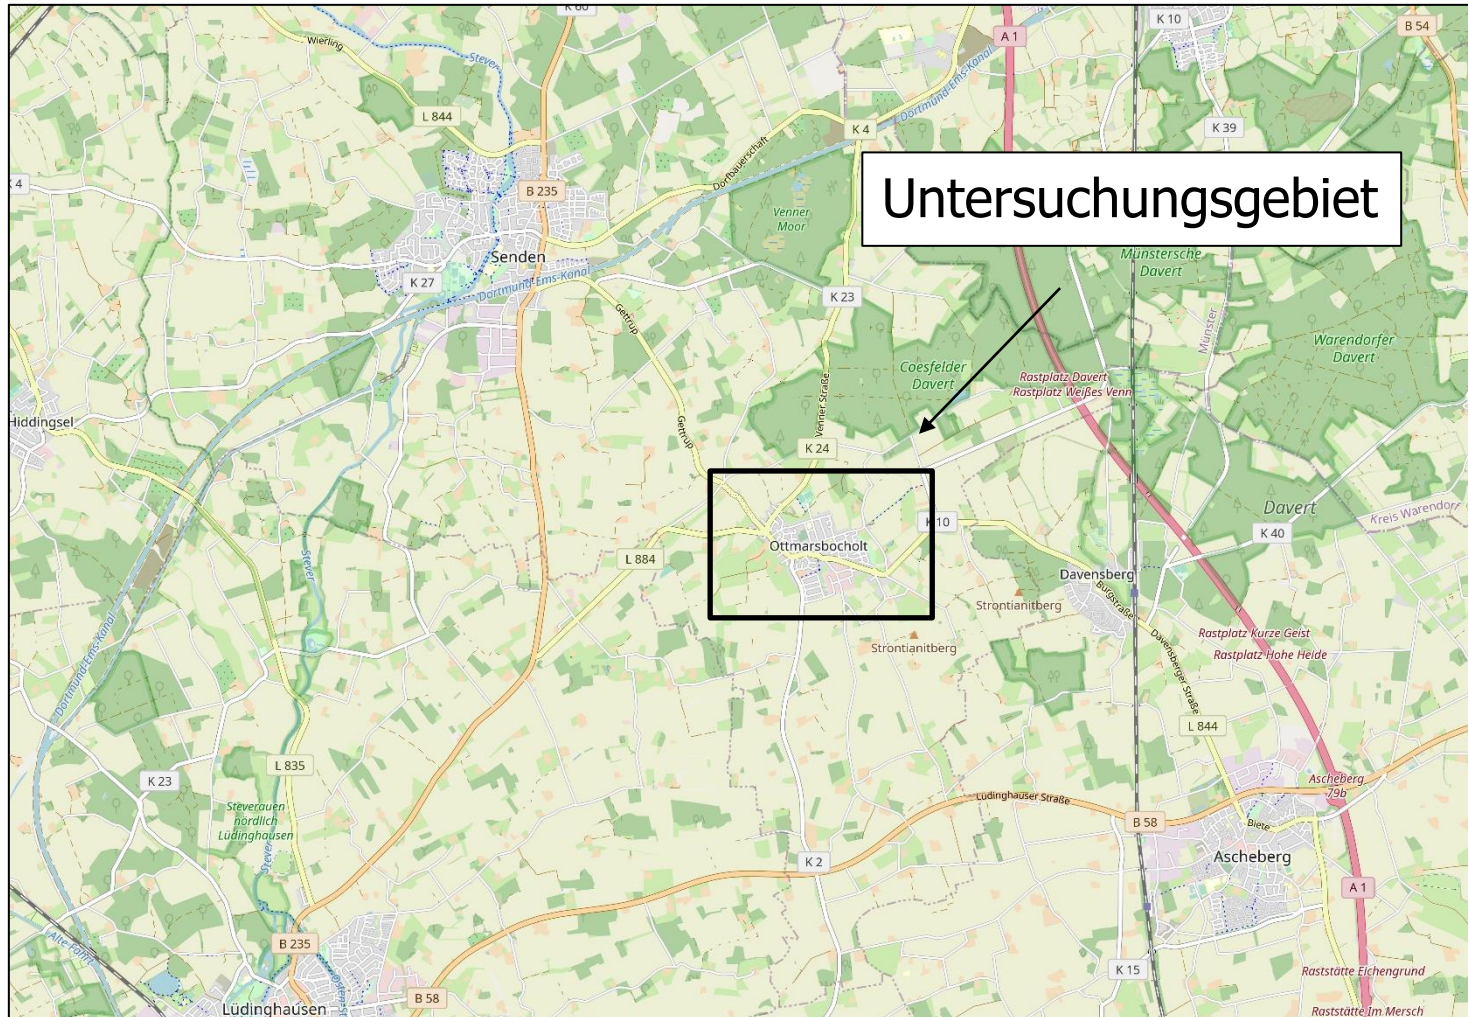 K 60
K 10
B 54
A 1
Wierling
Stever
L 844
Dortmund-Ems-Kanal
K 4
K 39
Dorfbauerschaft
K 4
B 235
Untersuchungsgebiet
Venner
Moor
Senden
Münstersche
Davert
K 27
Dortmund-Ems-Kanal
K 23
Gettrup
Münster
Warendorfer
Davert
Coesfelder
Davert
Rastplatz Davert
Rastplatz Weißes Venn
Venner Straße
Hiddingsel
Gettrup
K 24
Davert
Kreis Warendorf
K 10
K 40
Ottmarsbocholt
L 884
Stever
Davensberg
Burgstraße
Strontianitberg
Rastplatz Kurze Geist
Strontianitberg
Rastplatz Hohe Heide
Davensberger Straße
Dortmund-Ems-Kanal
L 844
L 835
K 23
Ascheberg
79b
Lüdinghauser Straße
Steverauen
nördlich
Lüdinghausen
B 58
Biete
Stever
K 2
Ascheberg
A 1
Alte Fahrt
B 235
K 15
Raststätte Eichengrund
B 58
Lüdinghausen
Raststätte Im Mersch